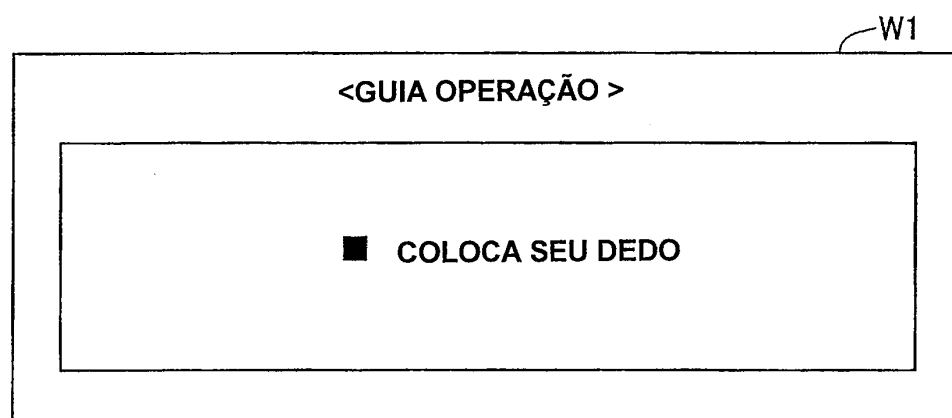 W1
<GUIA OPERAÇÃO >
■ COLOCA SEU DEDO